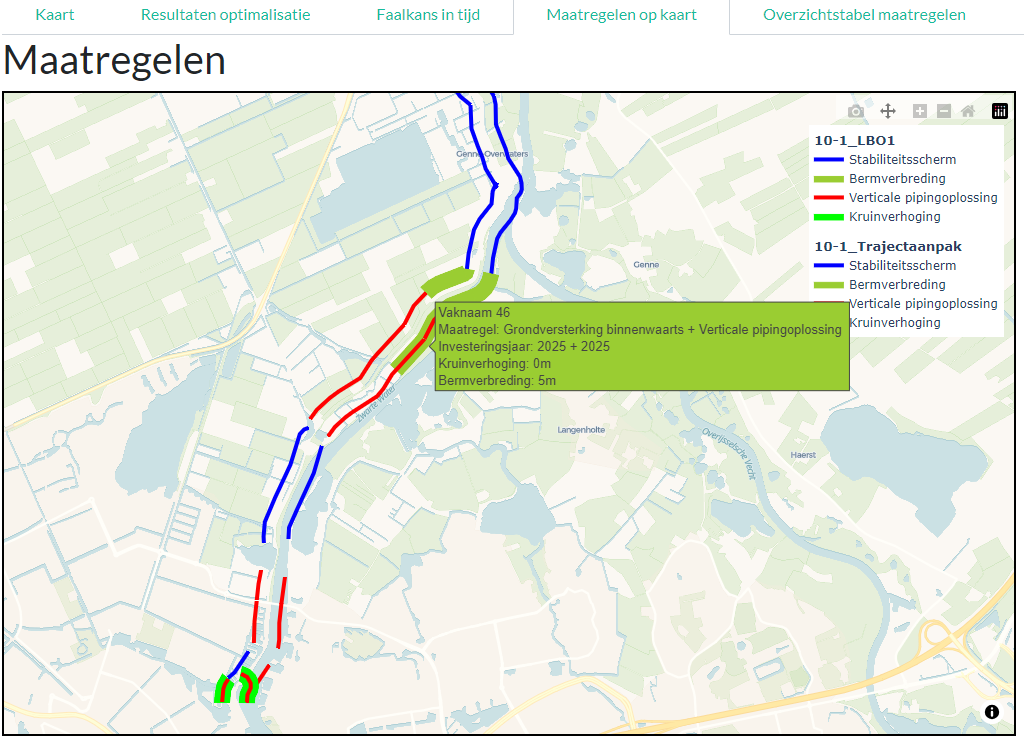 Kaart
Resultaten optimalisatie
Faalkans in tijd
Maatregelen op kaart
Overzichtstabel maatregelen
Maatregelen
10-1_LBO1
Stabiliteitsscherm
Bermverbreding
Verticale pipingoplossing
Kruinverhoging
10-1_Trajectaanpak
Stabiliteitsscherm
Bermverbreding
Verticale pipingoplossing
Kruinverhoging
Genne
Vaknaam 46
Maatregel: Grondversterking binnenwaarts + Verticale pipingoplossing
Investeringsjaar: 2025 + 2025
Kruinverhoging: 0m
Bermverbreding: 5m
Zwarte Water
Langenholte
Overijsselsche Vecht
Haerst